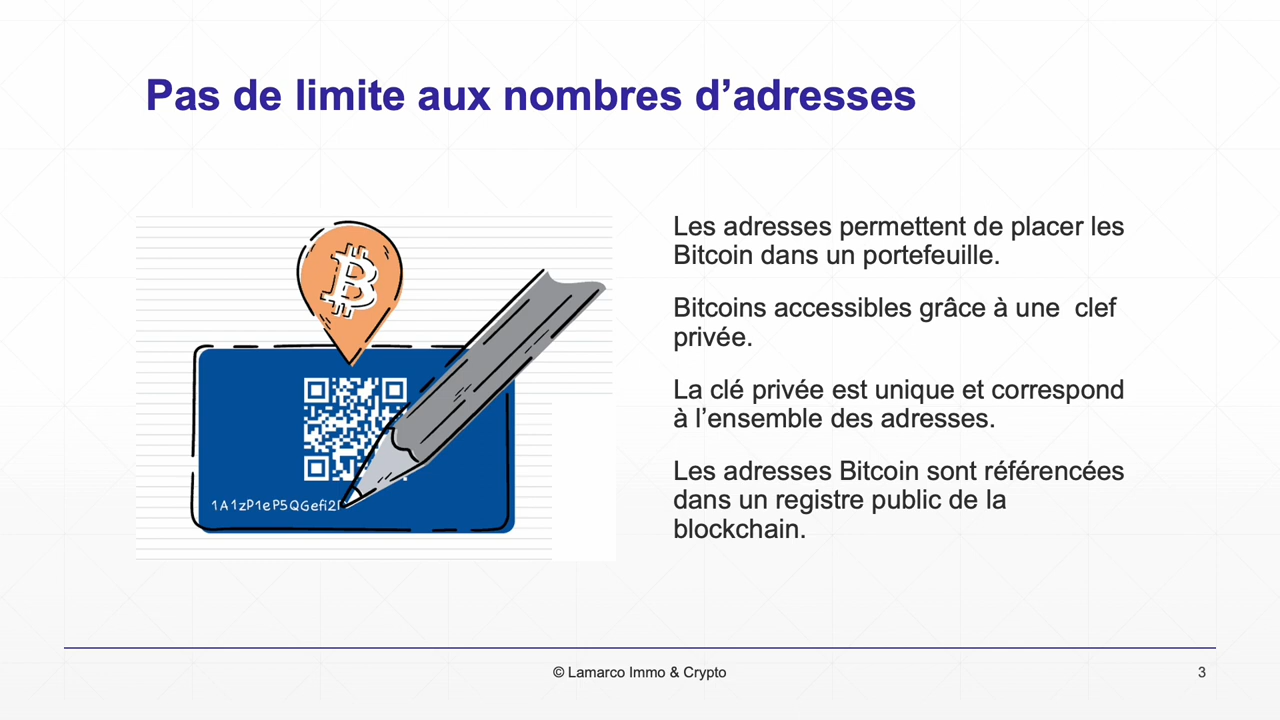 Pas de limite aux nombres d’adresses
1A1zP1eP5QGefi2
Les adresses permettent de placer les
Bitcoin dans un portefeuille.
Bitcoins accessibles grâce à une  clef
privée.
La clé privée est unique et correspond
à l’ensemble des adresses.
Les adresses Bitcoin sont référencées
dans un registre public de la
blockchain.
© Lamarco Immo & Crypto
3